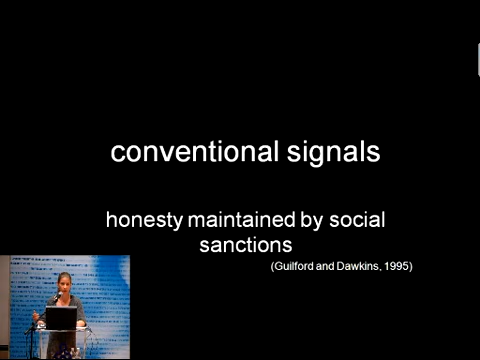 conventional signals
honesty maintained by social
sanctions
(Guilford and Dawkins, 1995)